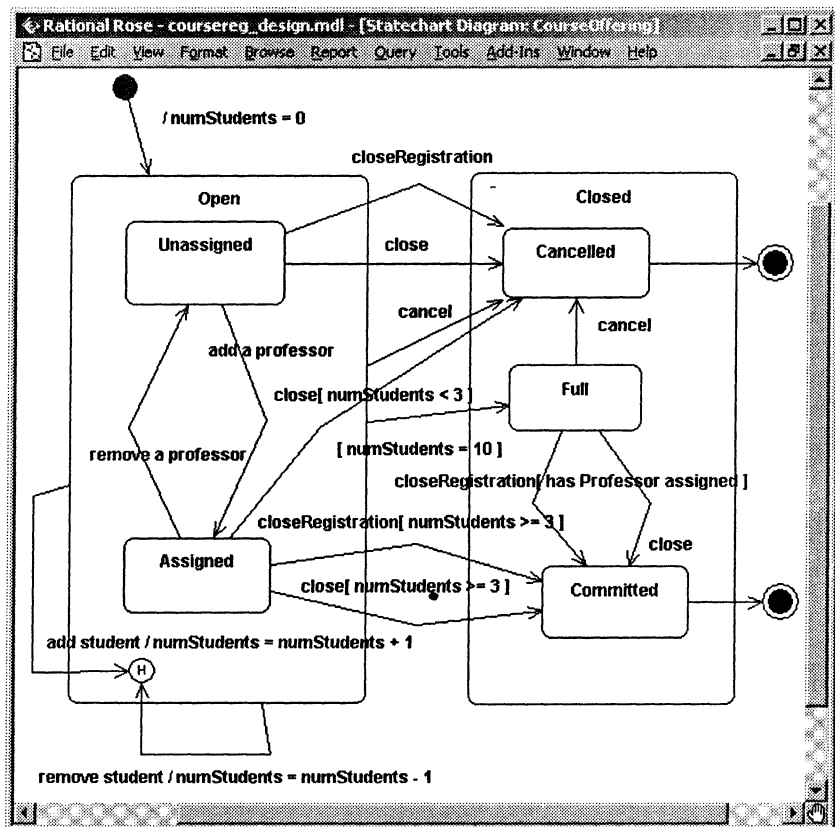 Rational Rose - coursereg_design.mdl - [Statechart Diagram: CourseOffering]
File Edit View Format Browse Report Query Tools Add-Ins Window Help
/ numStudents = 0
closeRegistration
Open
Closed
Unassigned
Cancelled
close
cancel
cancel
add a professor
close[ numStudents < 3 ]
Full
remove a professor
[ numStudents = 10 ]
closeRegistration[ has Professor assigned ]
closeRegistration[ numStudents >= 3 ]
close
Assigned
close[ numStudents >= 3 ]
Committed
add student / numStudents = numStudents + 1
H
remove student / numStudents = numStudents - 1